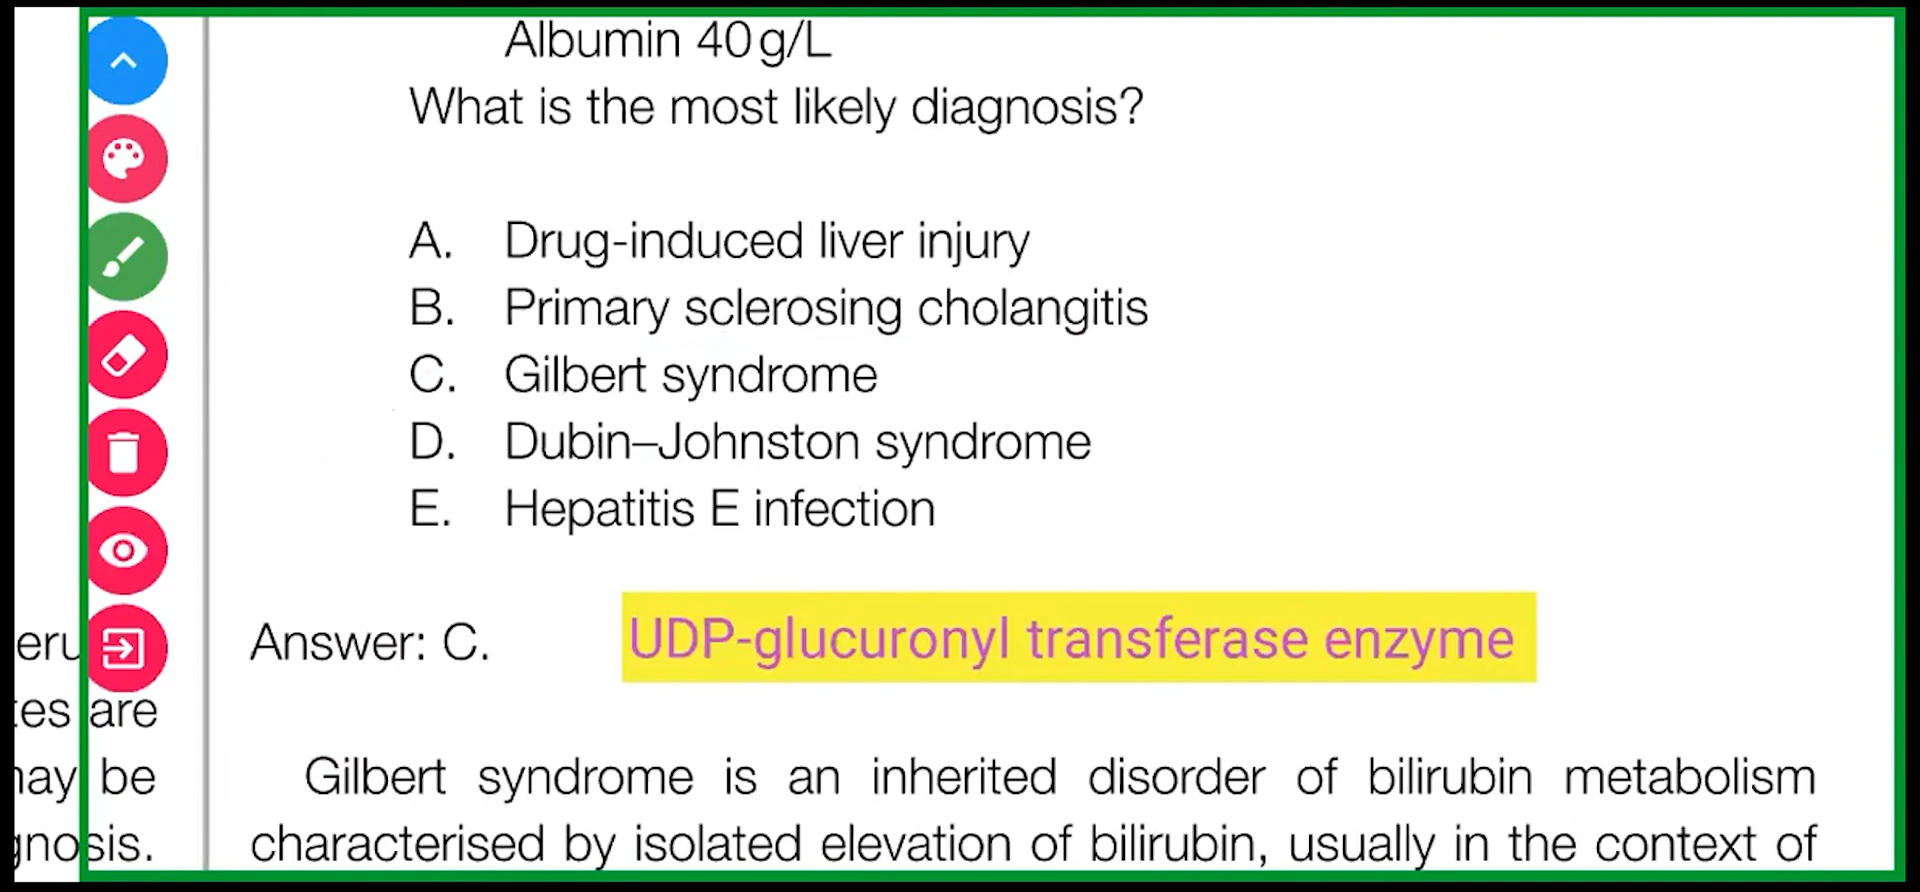 Albumin 40 g/L
What is the most likely diagnosis?
A. Drug-induced liver injury
B. Primary sclerosing cholangitis
C. Gilbert syndrome
D. Dubin–Johnston syndrome
E. Hepatitis E infection
Answer: C.
UDP-glucuronyl transferase enzyme
Gilbert syndrome is an inherited disorder of bilirubin metabolism
characterised by isolated elevation of bilirubin, usually in the context of
are
be